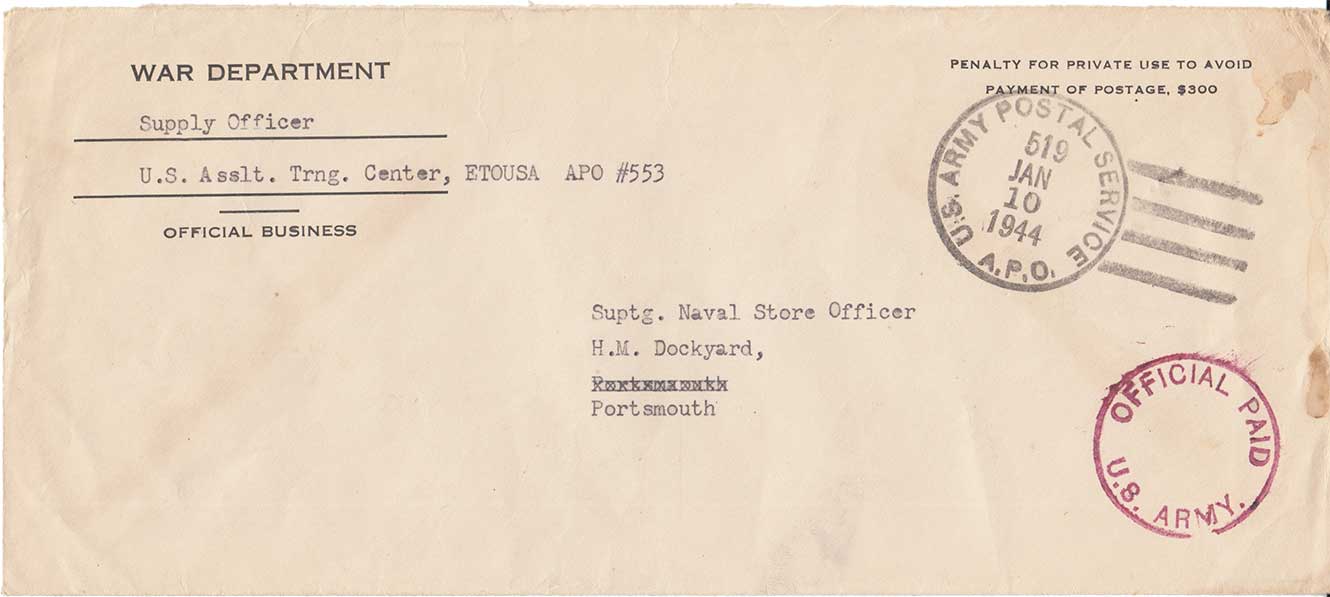 WAR DEPARTMENT
Supply Officer
U.S. Asslt. Trng. Center, ETOUSA APO #553
OFFICIAL BUSINESS
PENALTY FOR PRIVATE USE TO AVOID
PAYMENT OF POSTAGE, $300
U.S. ARMY POSTAL SERVICE
519
JAN
10
1944
A.P.O.
Suptg. Naval Store Officer
H.M. Dockyard,
Portsmouth
OFFICIAL PAID
U.S. ARMY.